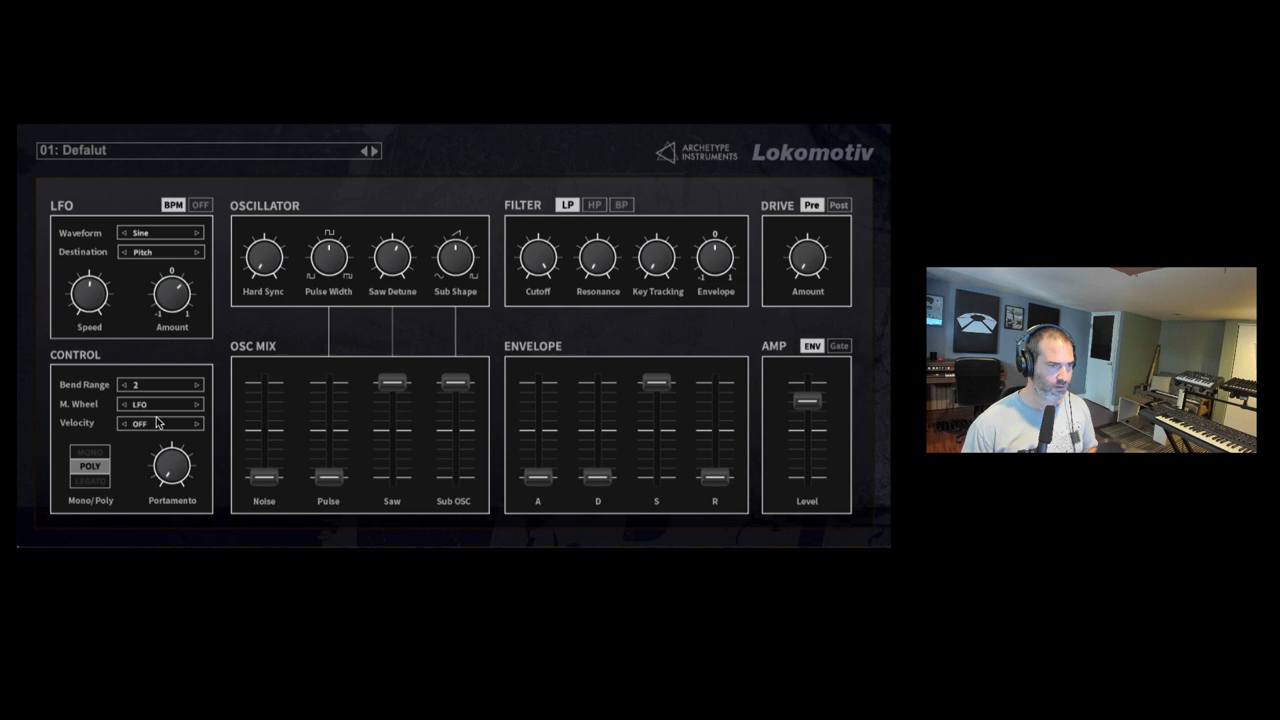 01: Defalut
ARCHETYPE
INSTRUMENTS
Lokomotiv
LFO
BPM
OFF
Waveform
Sine
Destination
Pitch
0
-1
1
Speed
Amount
OSCILLATOR
Hard Sync
Pulse Width
Saw Detune
Sub Shape
FILTER
LP
HP
BP
0
-1
1
Cutoff
Resonance
Key Tracking
Envelope
DRIVE
Pre
Post
Amount
CONTROL
Bend Range
2
M. Wheel
LFO
Velocity
OFF
MONO
POLY
LEGATO
Mono/ Poly
Portamento
OSC MIX
Noise
Pulse
Saw
Sub OSC
ENVELOPE
A
D
S
R
AMP
ENV
Gate
Level